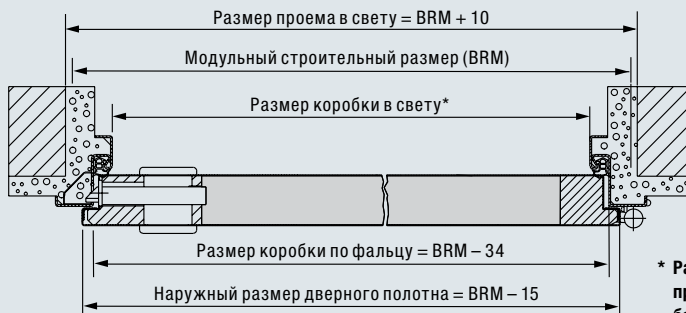 Размер проема в свету = BRM + 10
Модульный строительный размер (BRM)
Размер коробки в свету*
Размер коробки по фальцу = BRM – 34
Наружный размер дверного полотна = BRM – 15
*